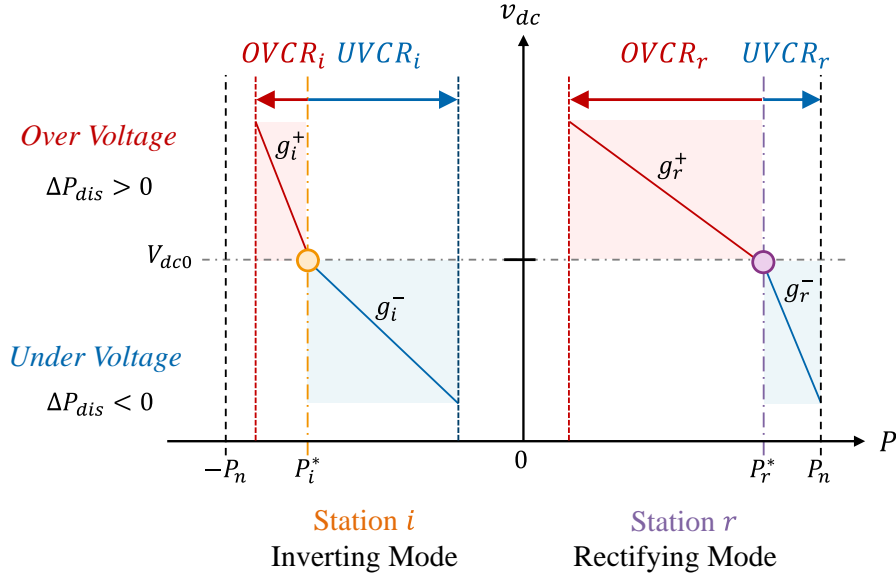 v_dc
OVCR_i
UVCR_i
OVCR_r
UVCR_r
Over Voltage
ΔP_dis > 0
g_i^+
g_r^+
V_dc0
g_i^-
g_r^-
Under Voltage
ΔP_dis < 0
P
−P_n
P_i^*
0
P_r^*
P_n
Station i
Station r
Inverting Mode
Rectifying Mode